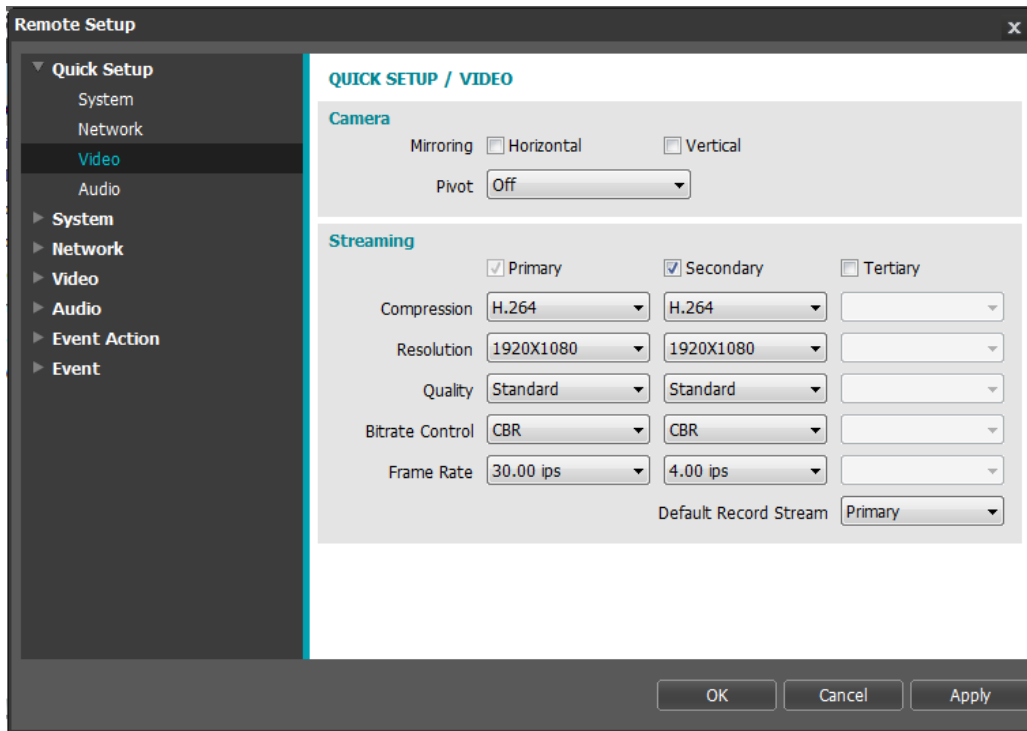 Remote Setup
x
Quick Setup
System
Network
Video
Audio
System
Network
Video
Audio
Event Action
Event
QUICK SETUP / VIDEO
Camera
Mirroring Horizontal Vertical
Pivot Off
Streaming
Primary Secondary Tertiary
Compression H.264 H.264
Resolution 1920X1080 1920X1080
Quality Standard Standard
Bitrate Control CBR CBR
Frame Rate 30.00 ips 4.00 ips
Default Record Stream Primary
OK Cancel Apply